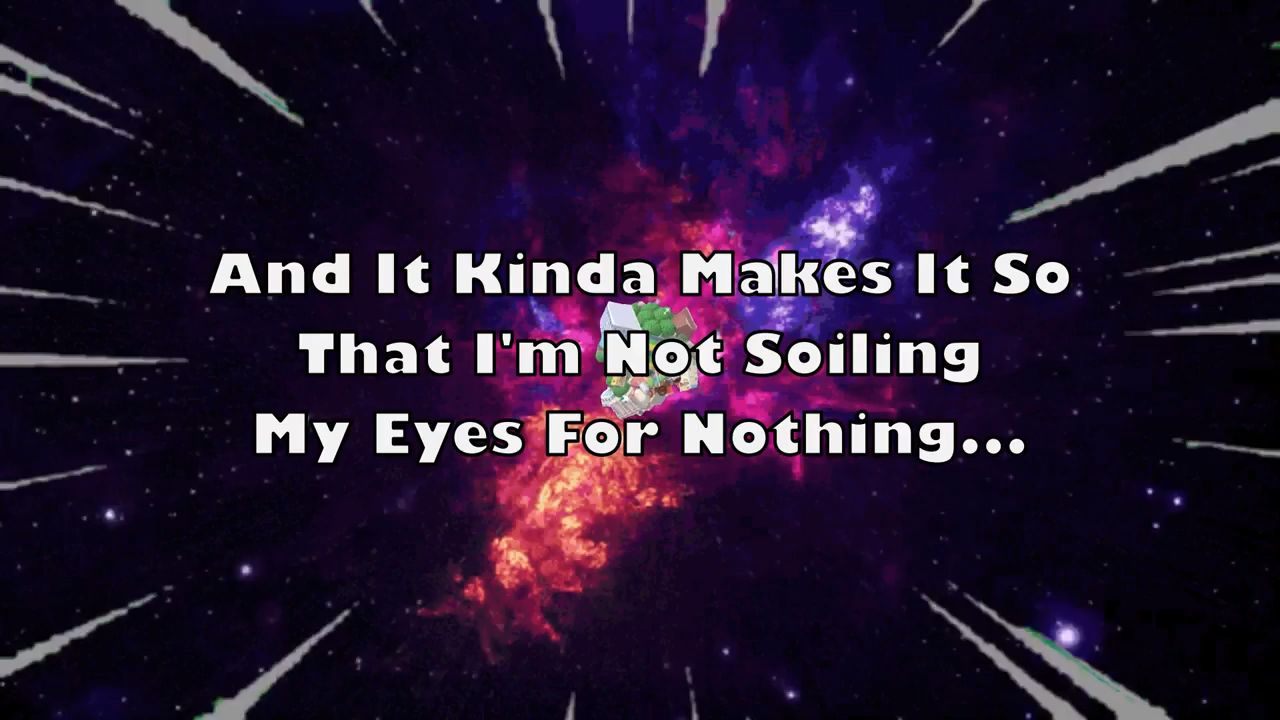 And It Kinda Makes It So
That I'm Not Soiling
My Eyes For Nothing...